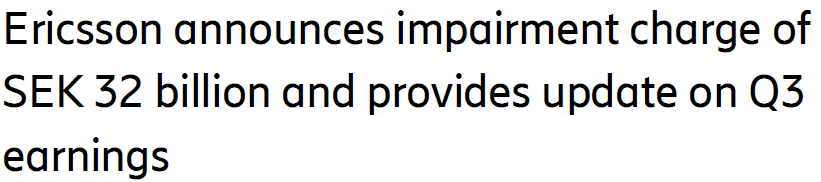 Ericsson announces impairment charge of
SEK 32 billion and provides update on Q3
earnings